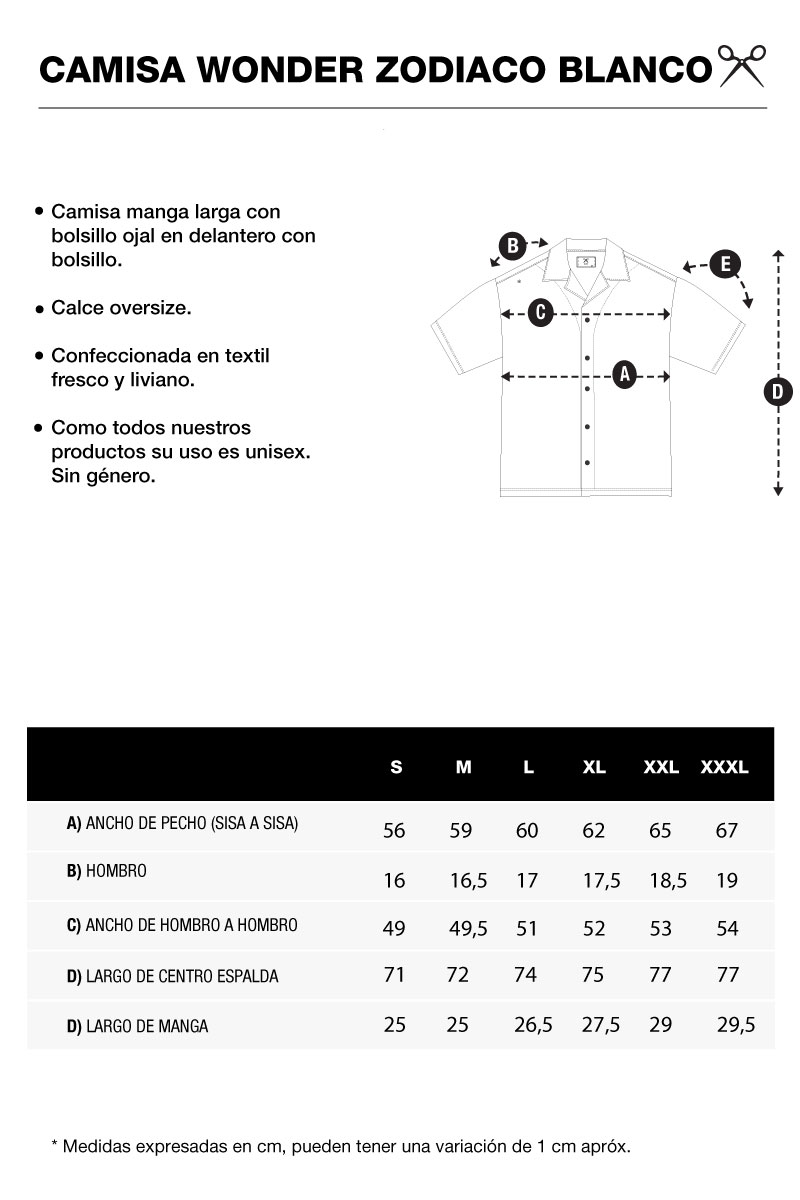 CAMISA WONDER ZODIACO BLANCO
• Camisa manga larga con
bolsillo ojal en delantero con
bolsillo.
• Calce oversize.
• Confeccionada en textil
fresco y liviano.
• Como todos nuestros
productos su uso es unisex.
Sin género.
B
E
C
A
D
S M L XL XXL XXXL
A) ANCHO DE PECHO (SISA A SISA) 56 59 60 62 65 67
B) HOMBRO 16 16,5 17 17,5 18,5 19
C) ANCHO DE HOMBRO A HOMBRO 49 49,5 51 52 53 54
D) LARGO DE CENTRO ESPALDA 71 72 74 75 77 77
D) LARGO DE MANGA 25 25 26,5 27,5 29 29,5
* Medidas expresadas en cm, pueden tener una variación de 1 cm apróx.